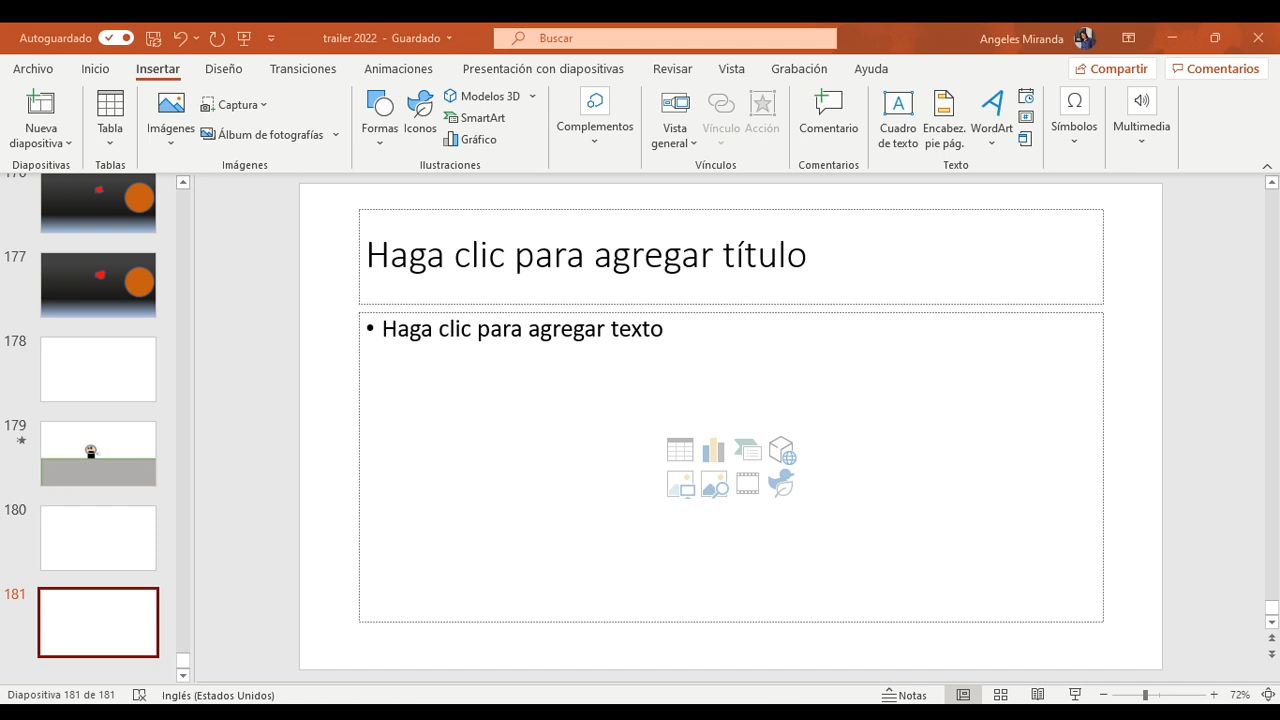 Autoguardado
trailer 2022 - Guardado
Buscar
Angeles Miranda
Archivo Inicio Insertar Diseño Transiciones Animaciones Presentación con diapositivas Revisar Vista Grabación Ayuda Compartir Comentarios
Nueva diapositiva
Diapositivas
Tabla
Tablas
Imágenes
Captura
Álbum de fotografías
Imágenes
Formas
Iconos
Modelos 3D
SmartArt
Gráfico
Ilustraciones
Complementos
Vista general
Vínculo
Acción
Vínculos
Comentario
Comentarios
Cuadro de texto
Encabez. pie pág.
WordArt
Texto
Símbolos
Multimedia
176
177
178
179
180
181
Haga clic para agregar título
• Haga clic para agregar texto
Diapositiva 181 de 181 Inglés (Estados Unidos) Notas 72%